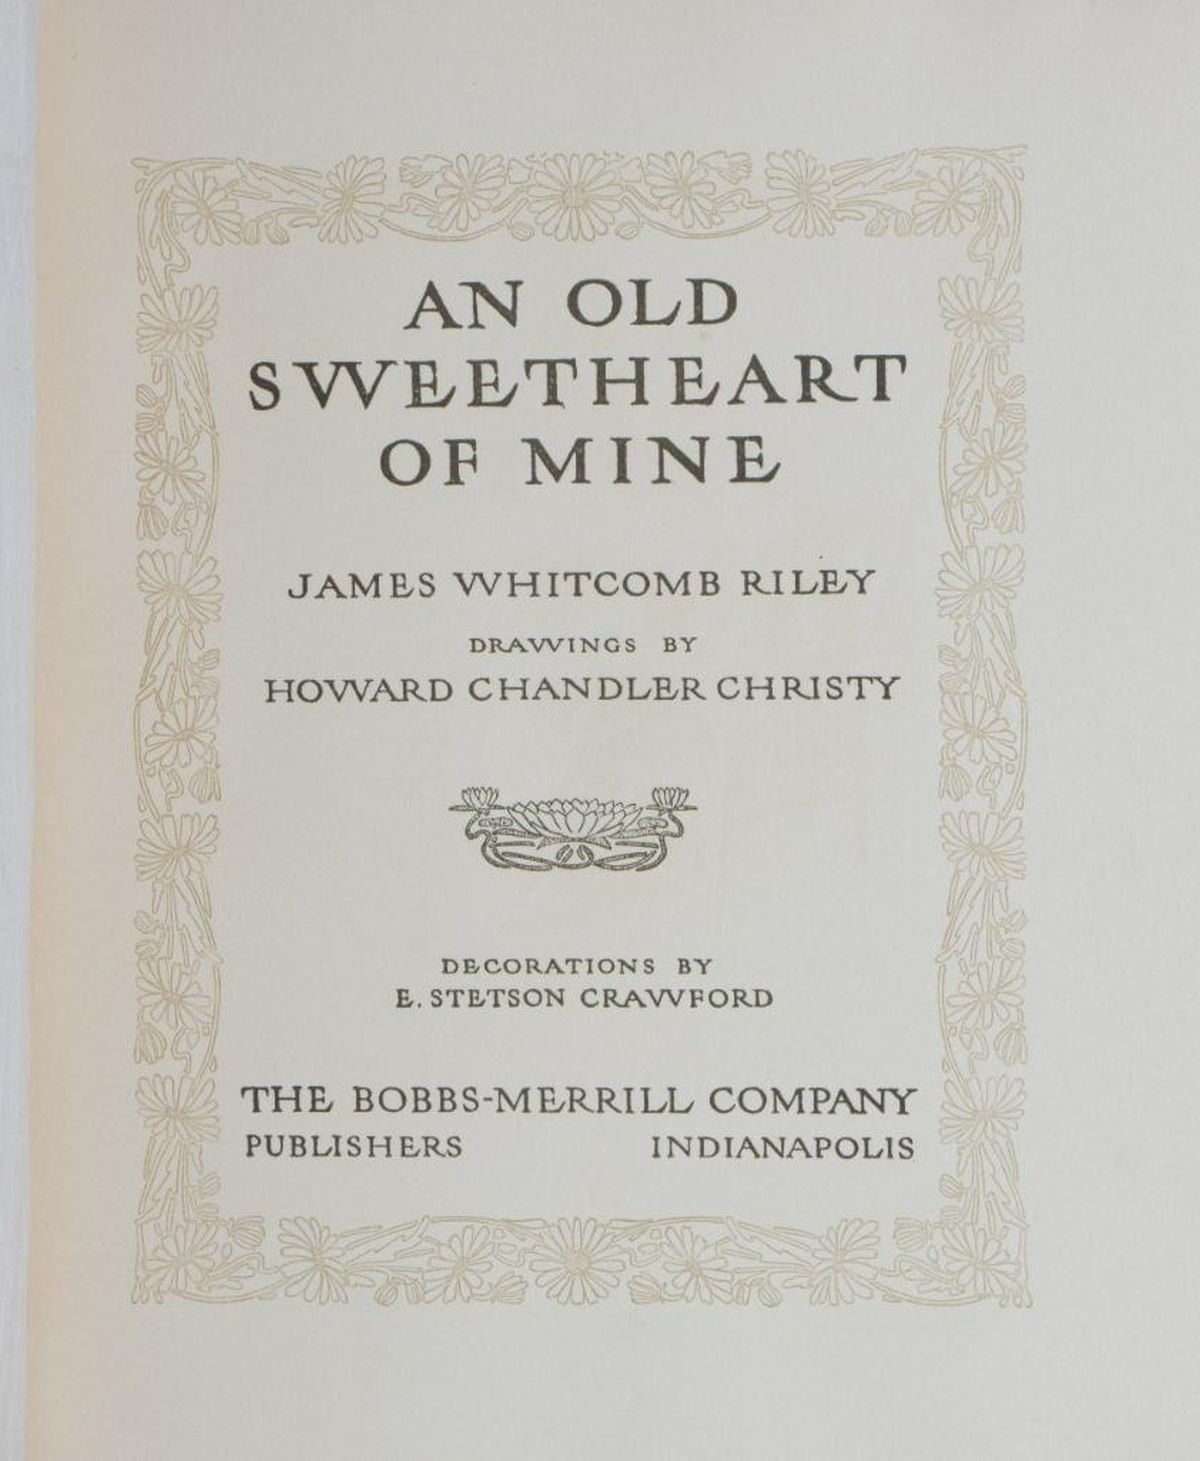 AN OLD
SWEETHEART
OF MINE
JAMES WHITCOMB RILEY
DRAWINGS BY
HOWARD CHANDLER CHRISTY
DECORATIONS BY
E. STETSON CRAWFORD
THE BOBBS-MERRILL COMPANY
PUBLISHERS INDIANAPOLIS